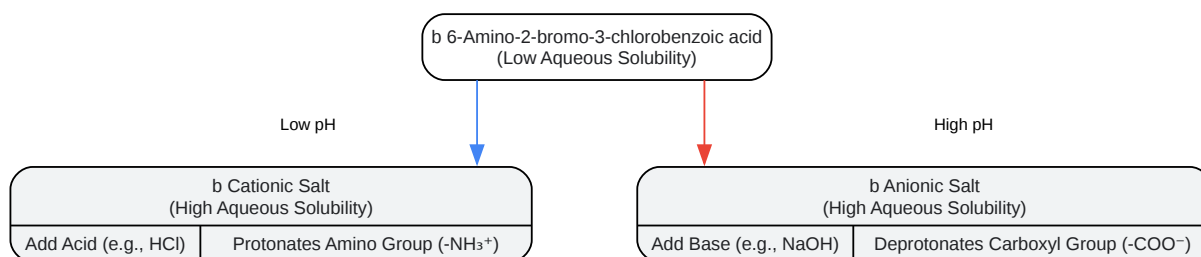 b 6-Amino-2-bromo-3-chlorobenzoic acid
(Low Aqueous Solubility)
Low pH
High pH
b Cationic Salt
(High Aqueous Solubility)
Add Acid (e.g., HCl)
Protonates Amino Group (-NH₃⁺)
b Anionic Salt
(High Aqueous Solubility)
Add Base (e.g., NaOH)
Deprotonates Carboxyl Group (-COO⁻)